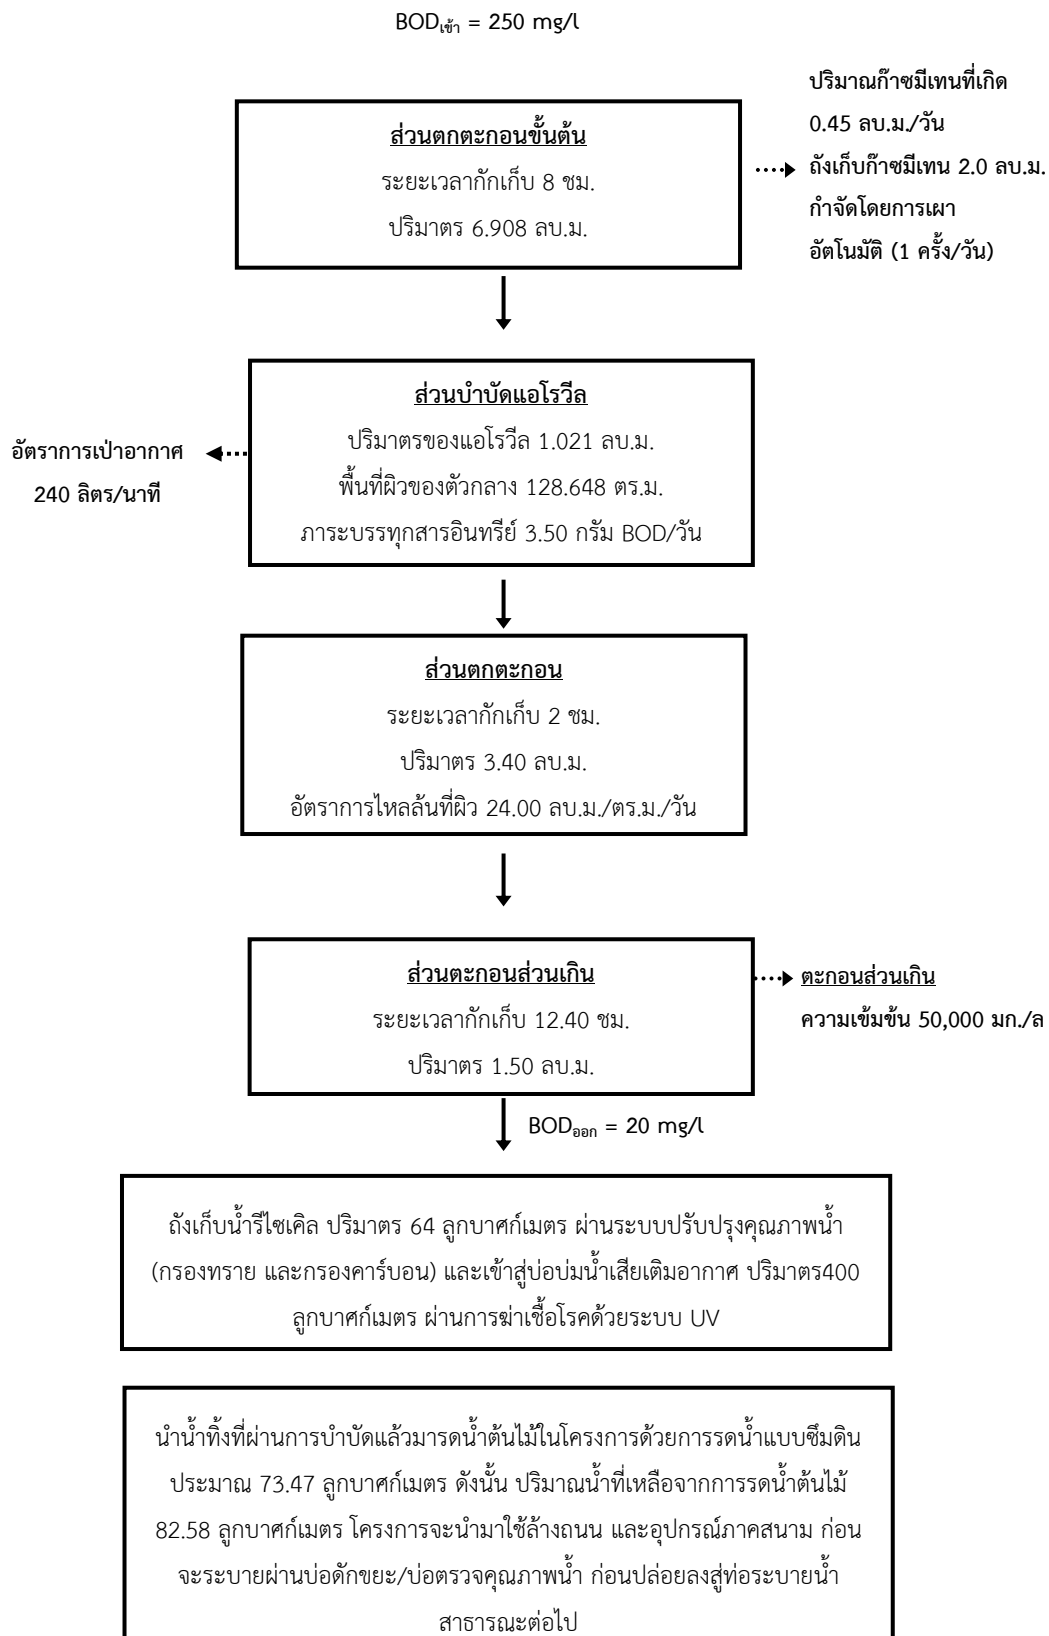 BODเข้า = 250 mg/l
ปริมาณก๊าซมีเทนที่เกิด
0.45 ลบ.ม./วัน
ถังเก็บก๊าซมีเทน 2.0 ลบ.ม.
กำจัดโดยการเผา
อัตโนมัติ (1 ครั้ง/วัน)
ส่วนตกตะกอนขั้นต้น
ระยะเวลากักเก็บ 8 ชม.
ปริมาตร 6.908 ลบ.ม.
ส่วนบำบัดแอโรวีล
ปริมาตรของแอโรวีล 1.021 ลบ.ม.
พื้นที่ผิวของตัวกลาง 128.648 ตร.ม.
ภาระบรรทุกสารอินทรีย์ 3.50 กรัม BOD/วัน
อัตราการเป่าอากาศ
240 ลิตร/นาที
ส่วนตกตะกอน
ระยะเวลากักเก็บ 2 ชม.
ปริมาตร 3.40 ลบ.ม.
อัตราการไหลล้นที่ผิว 24.00 ลบ.ม./ตร.ม./วัน
ส่วนตะกอนส่วนเกิน
ระยะเวลากักเก็บ 12.40 ชม.
ปริมาตร 1.50 ลบ.ม.
ตะกอนส่วนเกิน
ความเข้มข้น 50,000 มก./ล
BODออก = 20 mg/l
ถังเก็บน้ำรีไซเคิล ปริมาตร 64 ลูกบาศก์เมตร ผ่านระบบปรับปรุงคุณภาพน้ำ
(กรองทราย และกรองคาร์บอน) และเข้าสู่บ่อบ่มน้ำเสียเติมอากาศ ปริมาตร400
ลูกบาศก์เมตร ผ่านการฆ่าเชื้อโรคด้วยระบบ UV
นำน้ำทิ้งที่ผ่านการบำบัดแล้วมารดน้ำต้นไม้ในโครงการด้วยการรดน้ำแบบซึมดิน
ประมาณ 73.47 ลูกบาศก์เมตร ดังนั้น ปริมาณน้ำที่เหลือจากการรดน้ำต้นไม้
82.58 ลูกบาศก์เมตร โครงการจะนำมาใช้ล้างถนน และอุปกรณ์ภาคสนาม ก่อน
จะระบายผ่านบ่อดักขยะ/บ่อตรวจคุณภาพน้ำ ก่อนปล่อยลงสู่ท่อระบายน้ำ
สาธารณะต่อไป